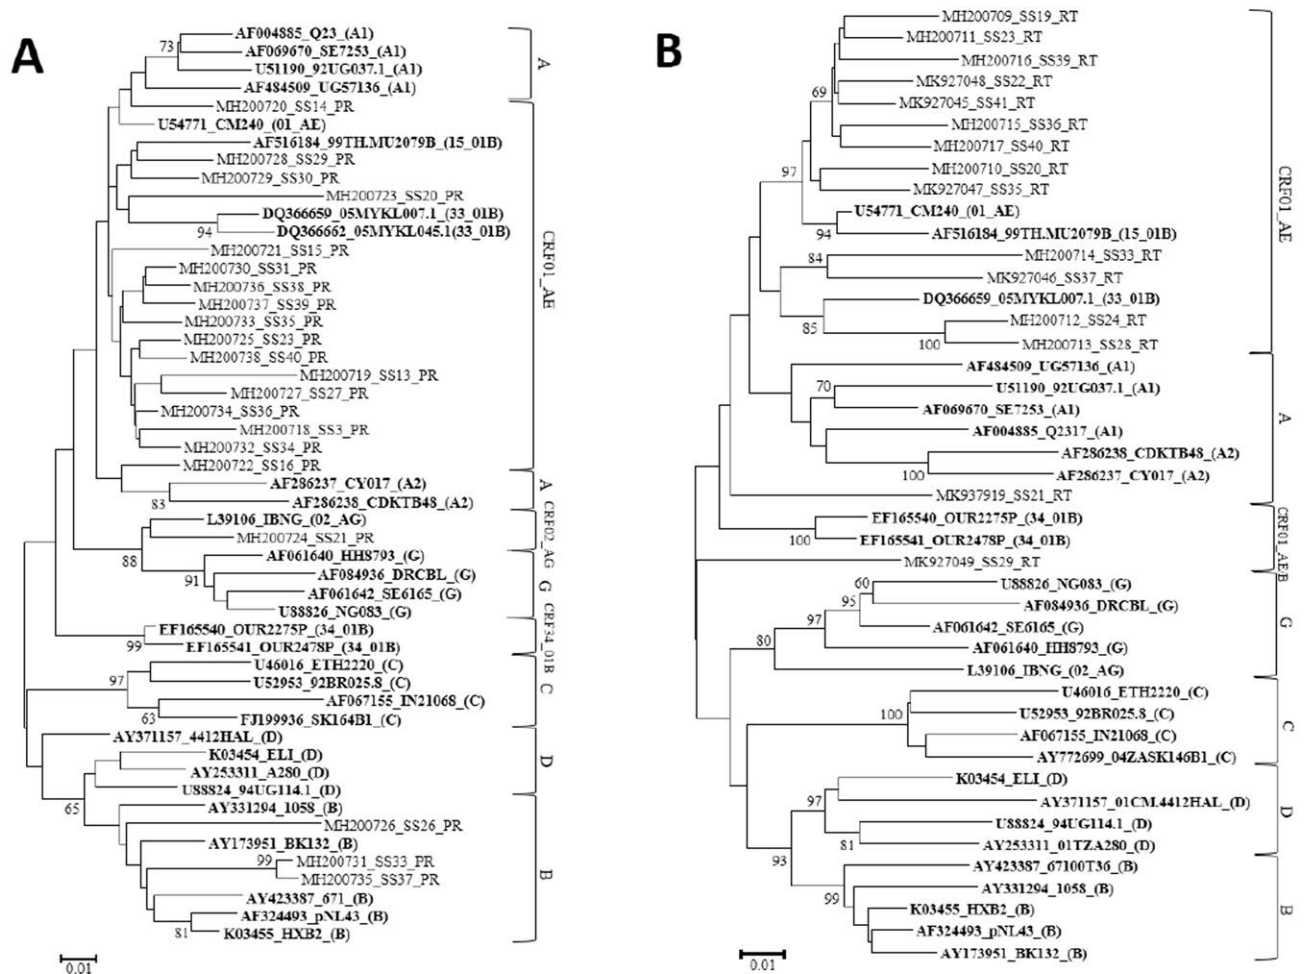 A
73
AF004885_Q23_(A1)
AF069670_SE7253_(A1)
U51190_92UG037.1_(A1)
AF484509_UG57136_(A1)
A
MH200720_SS14_PR
U54771_CM240_(01_AE)
AF516184_99TH.MU2079B_(15_01B)
MH200728_SS29_PR
MH200729_SS30_PR
MH200723_SS20_PR
DQ366659_05MYKL007.1_(33_01B)
94
DQ366662_05MYKL045.1(33_01B)
MH200721_SS15_PR
MH200730_SS31_PR
MH200736_SS38_PR
MH200737_SS39_PR
MH200733_SS35_PR
MH200725_SS23_PR
MH200738_SS40_PR
MH200719_SS13_PR
MH200727_SS27_PR
MH200734_SS36_PR
MH200718_SS3_PR
MH200732_SS34_PR
MH200722_SS16_PR
CRF01_AE
AF286237_CY017_(A2)
83
AF286238_CDKTB48_(A2)
A
L39106_IBNG_(02_AG)
MH200724_SS21_PR
CRF02_AG
88
AF061640_HH8793_(G)
91
AF084936_DRCBL_(G)
AF061642_SE6165_(G)
U88826_NG083_(G)
G
EF165540_OUR2275P_(34_01B)
99
EF165541_OUR2478P_(34_01B)
CRF34_01B
U46016_ETH2220_(C)
97
U52953_92BR025.8_(C)
AF067155_IN21068_(C)
63
FJ199936_SK164B1_(C)
C
AY371157_4412HAL_(D)
K03454_ELI_(D)
AY253311_A280_(D)
U88824_94UG114.1_(D)
D
65
AY331294_1058_(B)
MH200726_SS26_PR
AY173951_BK132_(B)
99
MH200731_SS33_PR
MH200735_SS37_PR
AY423387_671_(B)
AF324493_pNL43_(B)
81
K03455_HXB2_(B)
B
0.01
B
MH200709_SS19_RT
MH200711_SS23_RT
MH200716_SS39_RT
MK927048_SS22_RT
69
MK927045_SS41_RT
MH200715_SS36_RT
MH200717_SS40_RT
97
MH200710_SS20_RT
MK927047_SS35_RT
U54771_CM240_(01_AE)
94
AF516184_99TH.MU2079B_(15_01B)
84
MH200714_SS33_RT
MK927046_SS37_RT
DQ366659_05MYKL007.1_(33_01B)
85
MH200712_SS24_RT
100
MH200713_SS28_RT
CRF01_AE
AF484509_UG57136_(A1)
70
U51190_92UG037.1_(A1)
AF069670_SE7253_(A1)
AF004885_Q2317_(A1)
AF286238_CDKTB48_(A2)
100
AF286237_CY017_(A2)
MK937919_SS21_RT
A
EF165540_OUR2275P_(34_01B)
100
EF165541_OUR2478P_(34_01B)
MK927049_SS29_RT
CRF01_AE/B
60
U88826_NG083_(G)
95
AF084936_DRCBL_(G)
97
AF061642_SE6165_(G)
80
AF061640_HH8793_(G)
L39106_IBNG_(02_AG)
G
U46016_ETH2220_(C)
100
U52953_92BR025.8_(C)
AF067155_IN21068_(C)
AY772699_04ZASK146B1_(C)
C
K03454_ELI_(D)
97
AY371157_01CM.4412HAL_(D)
U88824_94UG114.1_(D)
81
AY253311_01TZA280_(D)
D
93
AY423387_67100T36_(B)
99
AY331294_1058_(B)
K03455_HXB2_(B)
AF324493_pNL43_(B)
AY173951_BK132_(B)
B
0.01